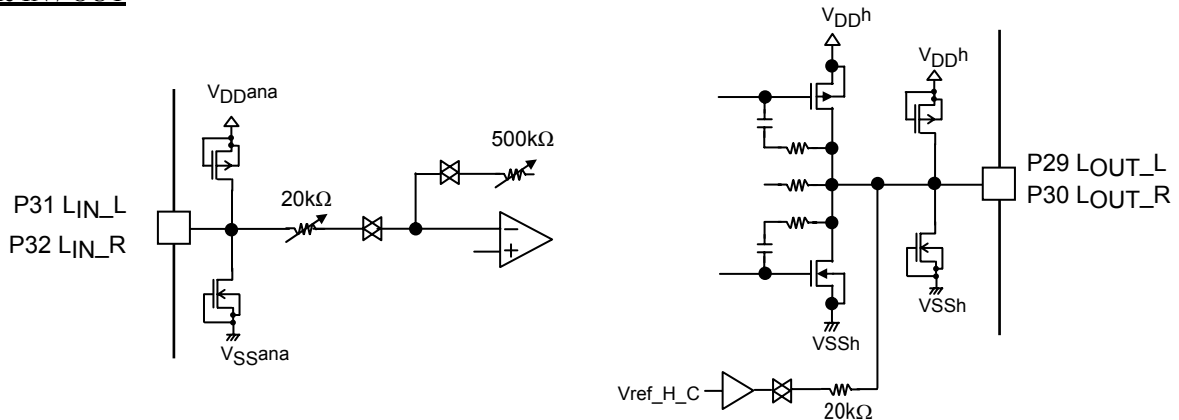 VDDana
P31 LIN_L
P32 LIN_R
20kΩ
500kΩ
−
+
VSSana
VDDh
VDDh
P29 LOUT_L
P30 LOUT_R
VSSh
VSSh
Vref_H_C
20kΩ